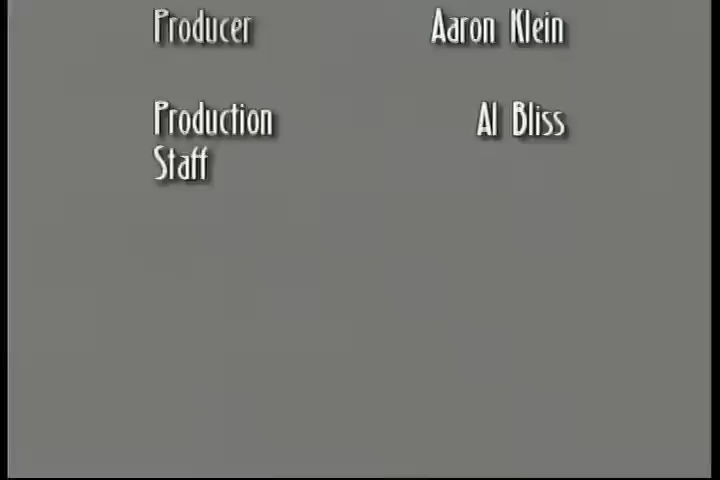 Producer Aaron Klein
Production Al Bliss
Staff